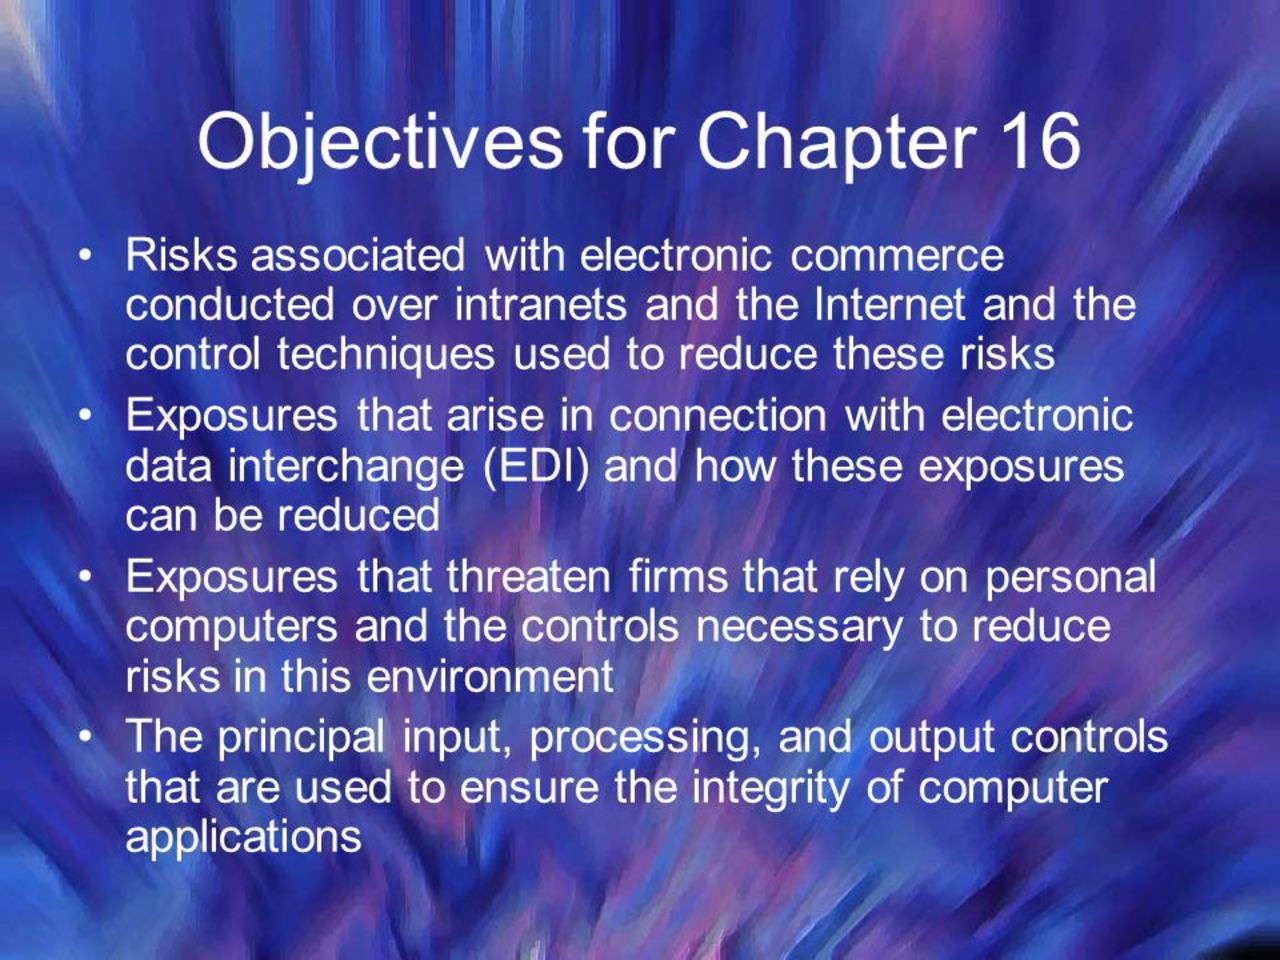 Objectives for Chapter 16
• Risks associated with electronic commerce
conducted over intranets and the Internet and the
control techniques used to reduce these risks
• Exposures that arise in connection with electronic
data interchange (EDI) and how these exposures
can be reduced
• Exposures that threaten firms that rely on personal
computers and the controls necessary to reduce
risks in this environment
• The principal input, processing, and output controls
that are used to ensure the integrity of computer
applications